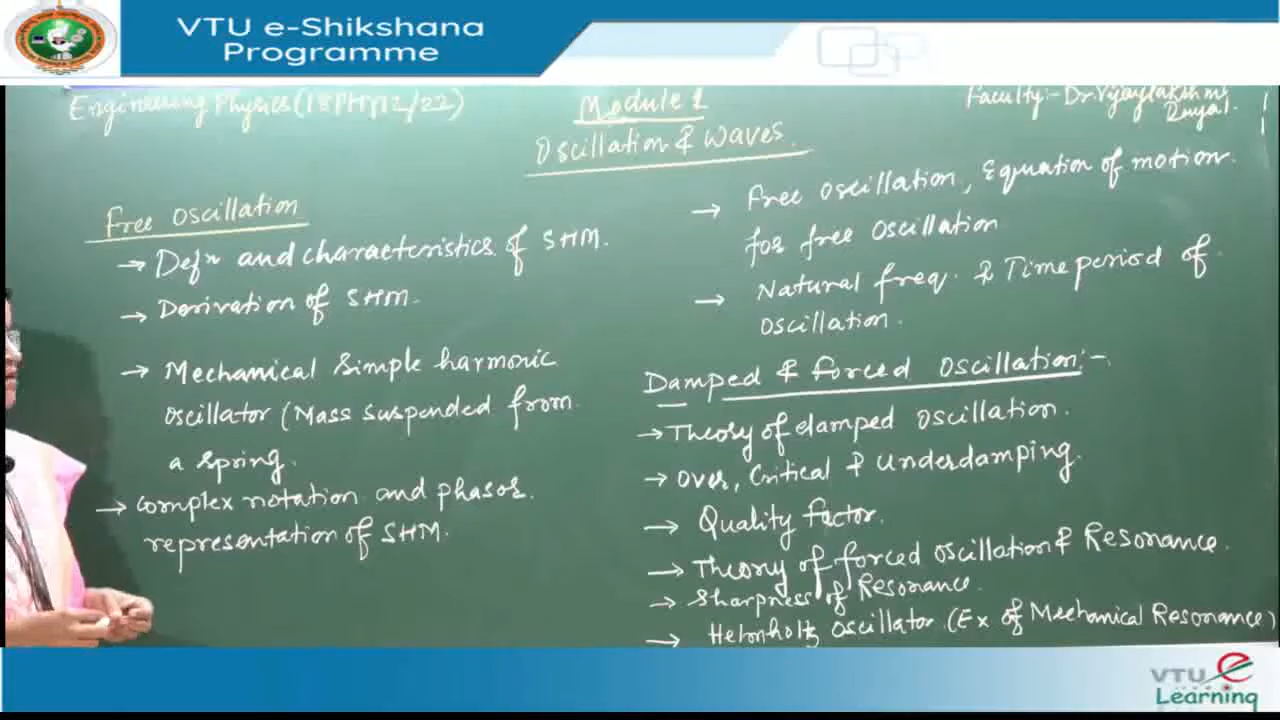 VTU e-Shikshana
Programme
Engineering Physics (18PHY12/22)
Module 1
Faculty:- Dr. Vijaylakshmi
Duyal.
Oscillation & Waves.
Free Oscillation
→ Defn and characteristics of SHM.
→ Derivation of SHM.
→ Mechanical Simple harmonic
oscillator (Mass suspended from
a spring.
→ Complex notation and phasor
representation of SHM.
→ Free oscillation, Equation of motion
for free oscillation
→ Natural freq. & Time period of
oscillation.
Damped & forced oscillation:-
→ Theory of damped oscillation.
→ Over, Critical & Underdamping.
→ Quality factor.
→ Theory of forced oscillation & Resonance.
→ Sharpness of Resonance.
→ Helmholtz oscillator. (Ex of Mechanical Resonance)
VTU e
Learning